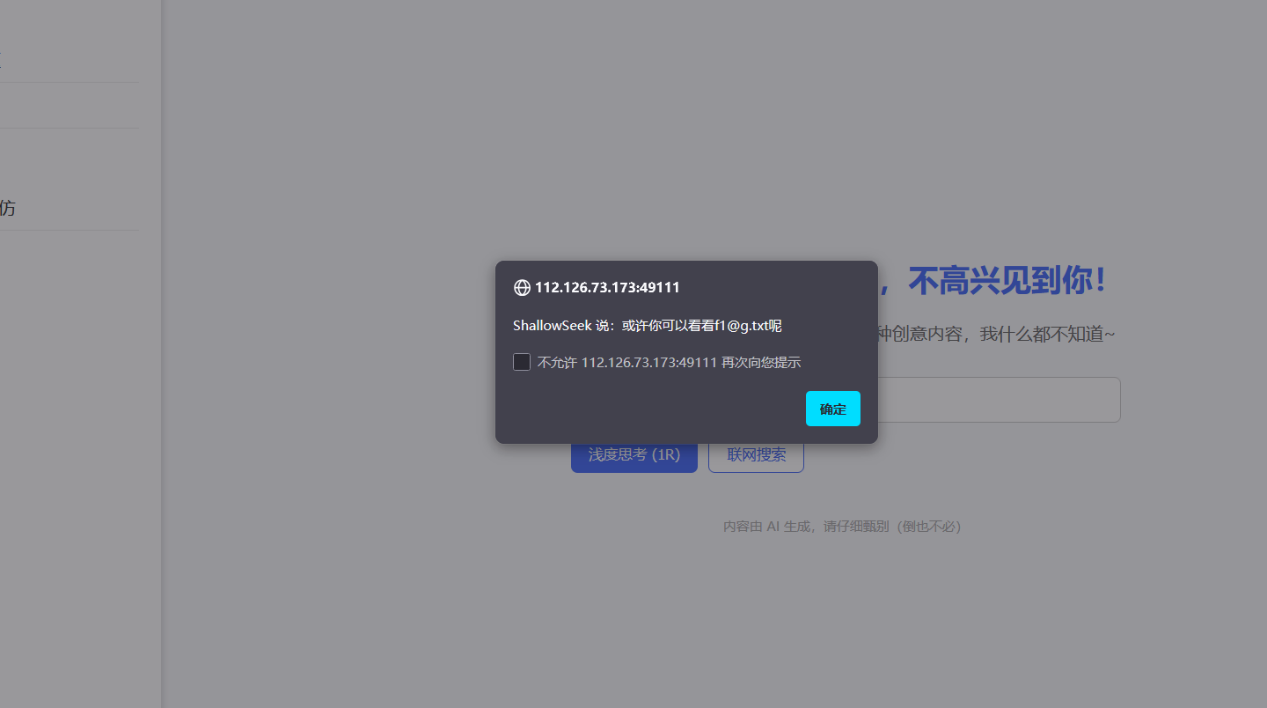 仿
，不高兴见到你！
112.126.73.173:49111
ShallowSeek 说：或许你可以看看f1@g.txt呢
种创意内容，我什么都不知道~
不允许 112.126.73.173:49111 再次向您提示
确定
浅度思考 (1R)
联网搜索
内容由 AI 生成，请仔细甄别（倒也不必）